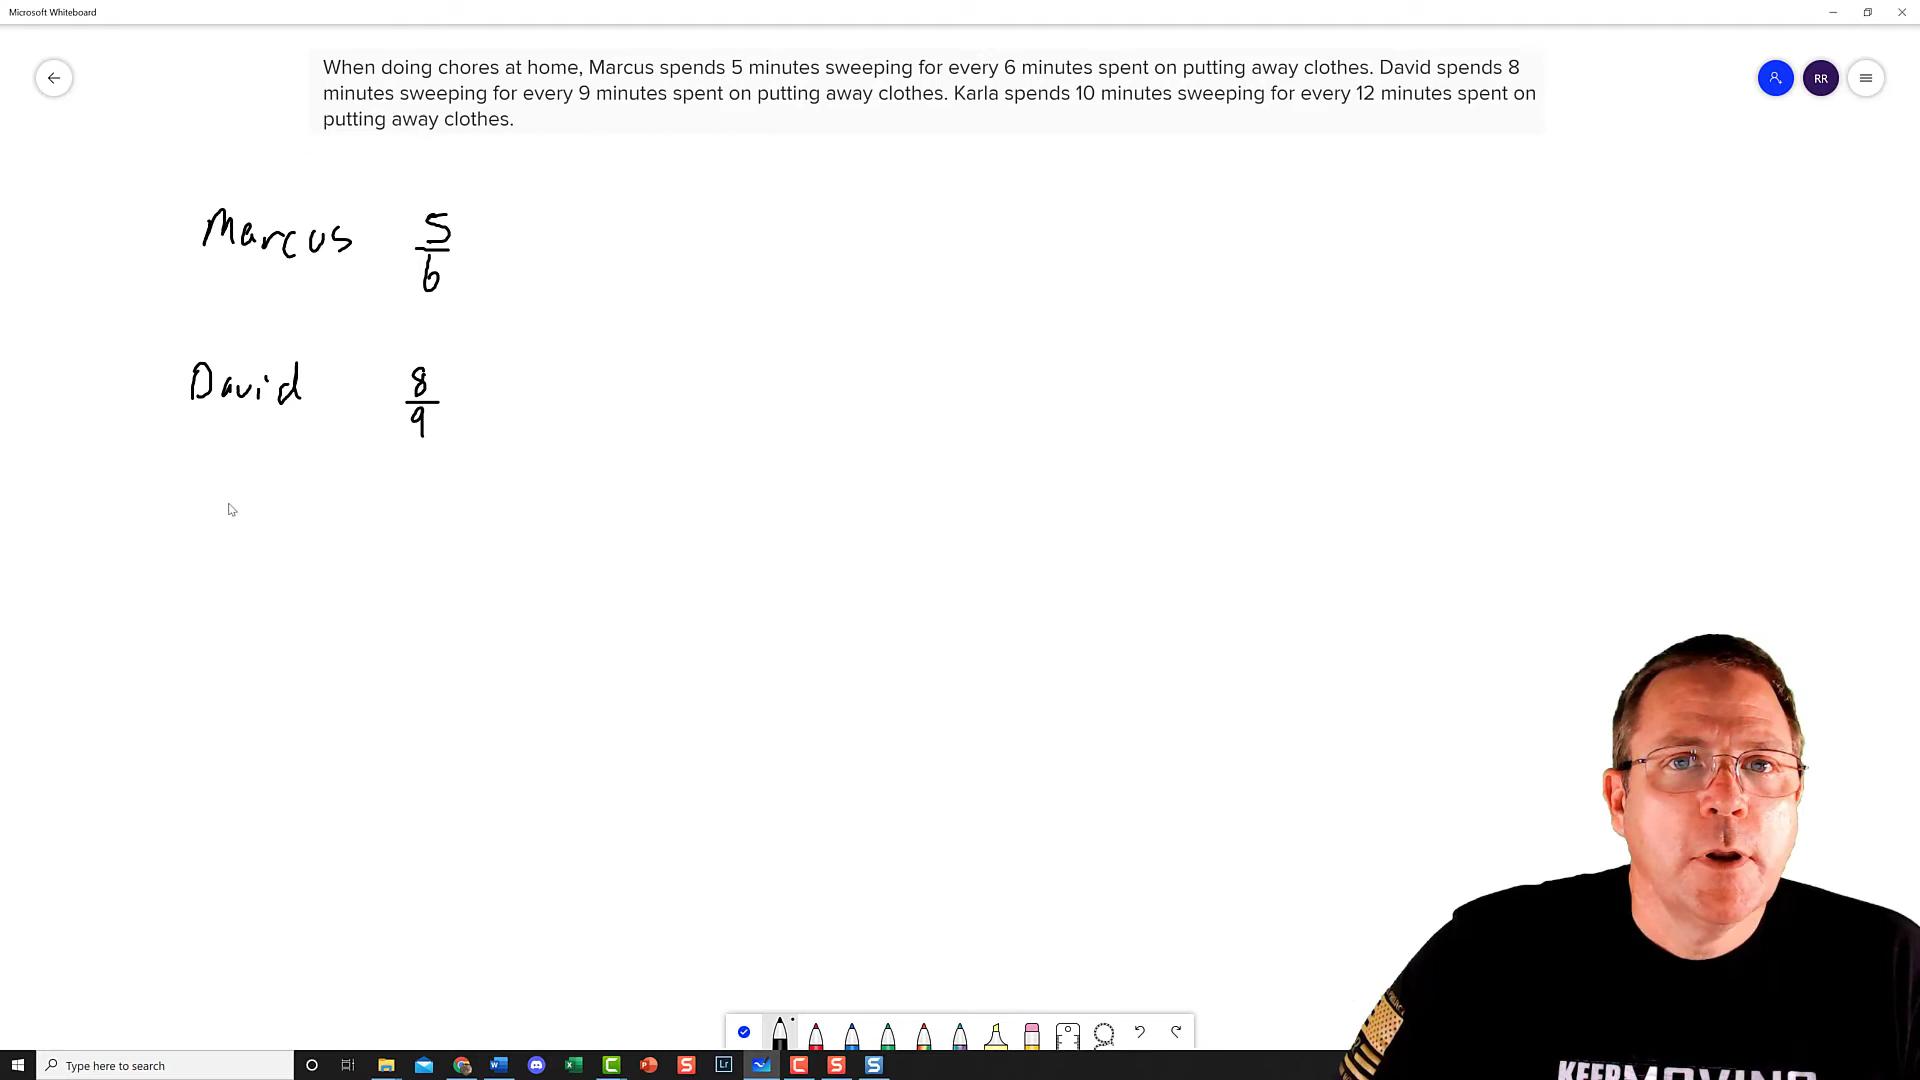 Microsoft Whiteboard
When doing chores at home, Marcus spends 5 minutes sweeping for every 6 minutes spent on putting away clothes. David spends 8
minutes sweeping for every 9 minutes spent on putting away clothes. Karla spends 10 minutes sweeping for every 12 minutes spent on
putting away clothes.
RR
Marcus 5/6
David 8/9
Type here to search
Lr
KEEP MOVING